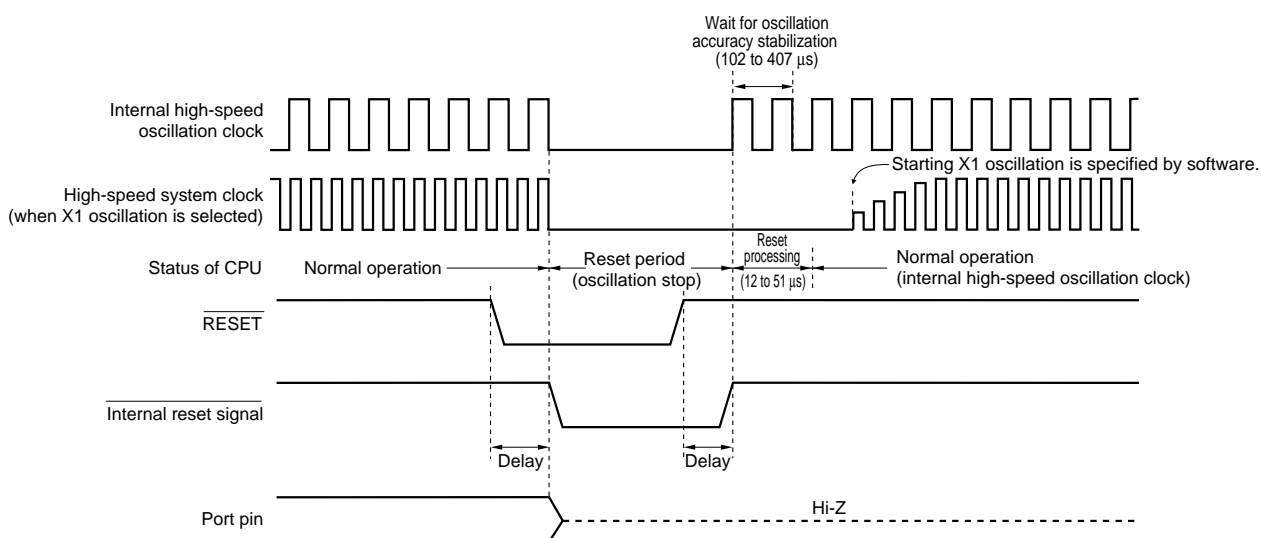 Wait for oscillation
accuracy stabilization
(102 to 407 μs)
Internal high-speed
oscillation clock
Starting X1 oscillation is specified by software.
High-speed system clock
(when X1 oscillation is selected)
Status of CPU
Normal operation
Reset period
(oscillation stop)
Reset
processing
(12 to 51 μs)
Normal operation
(internal high-speed oscillation clock)
RESET
Internal reset signal
Delay
Delay
Port pin
Hi-Z